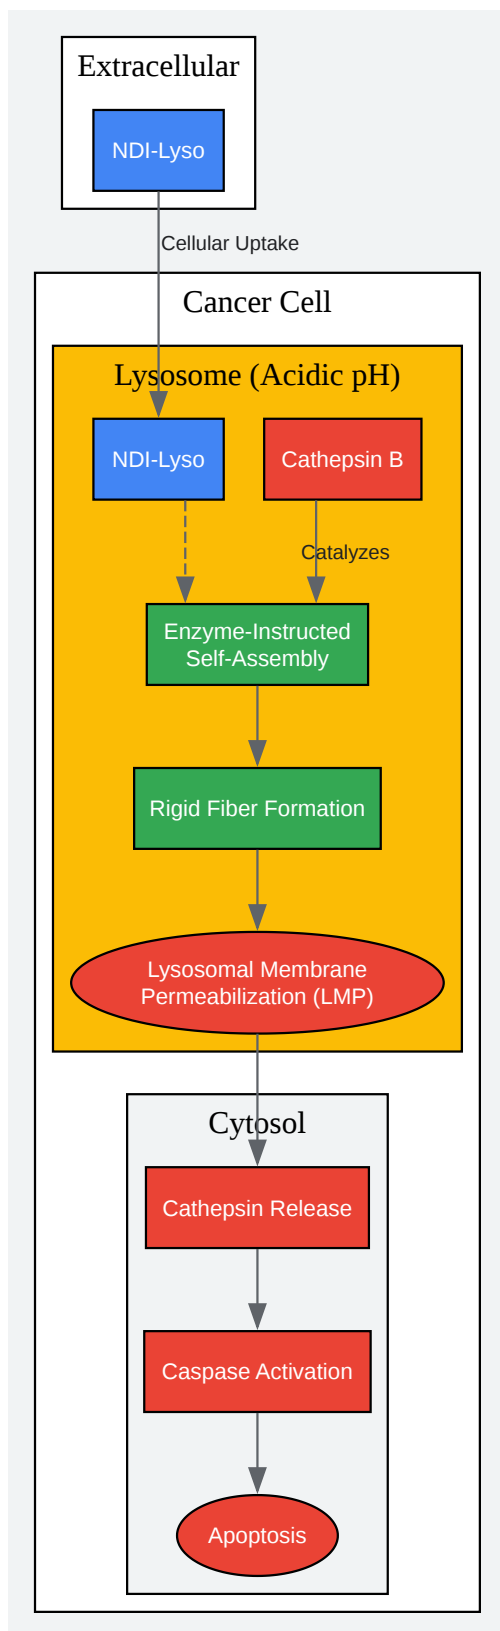 Extracellular
NDI-Lyso
Cellular Uptake
Cancer Cell
Lysosome (Acidic pH)
NDI-Lyso
Cathepsin B
Catalyzes
Enzyme-Instructed
Self-Assembly
Rigid Fiber Formation
Lysosomal Membrane
Permeabilization (LMP)
Cytosol
Cathepsin Release
Caspase Activation
Apoptosis